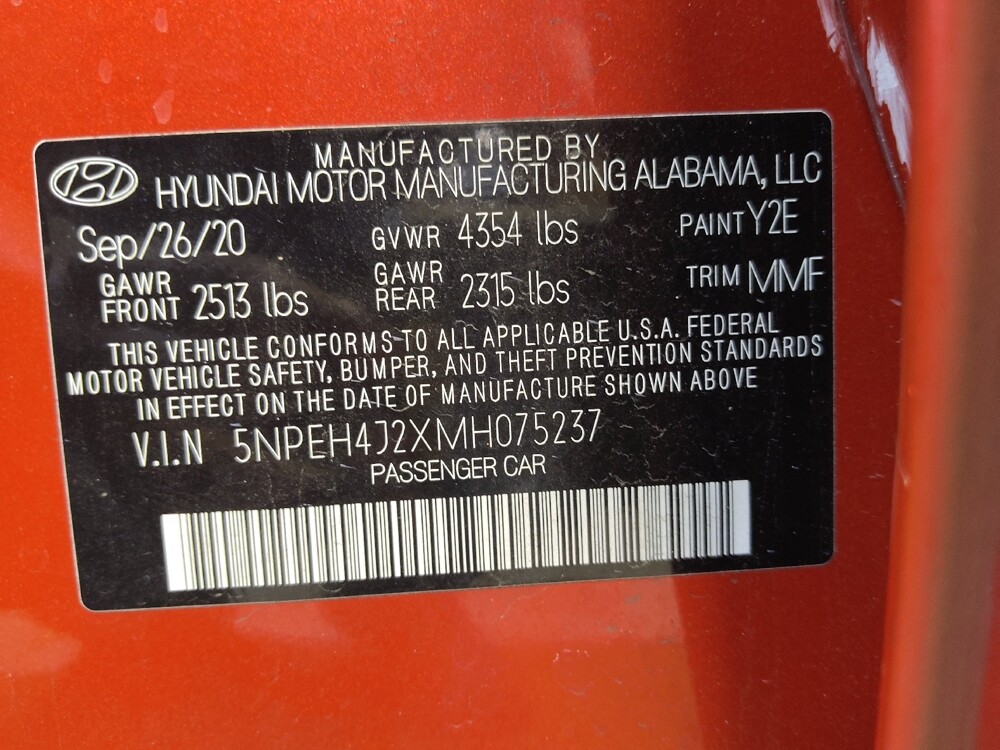 MANUFACTURED BY
HYUNDAI MOTOR MANUFACTURING ALABAMA, LLC
Sep/26/20 GVWR 4354 lbs PAINT Y2E
GAWR FRONT 2513 lbs GAWR REAR 2315 lbs TRIM MMF
THIS VEHICLE CONFORMS TO ALL APPLICABLE U.S.A. FEDERAL
MOTOR VEHICLE SAFETY, BUMPER, AND THEFT PREVENTION STANDARDS
IN EFFECT ON THE DATE OF MANUFACTURE SHOWN ABOVE
V.I.N 5NPEH4J2XMH075237
PASSENGER CAR